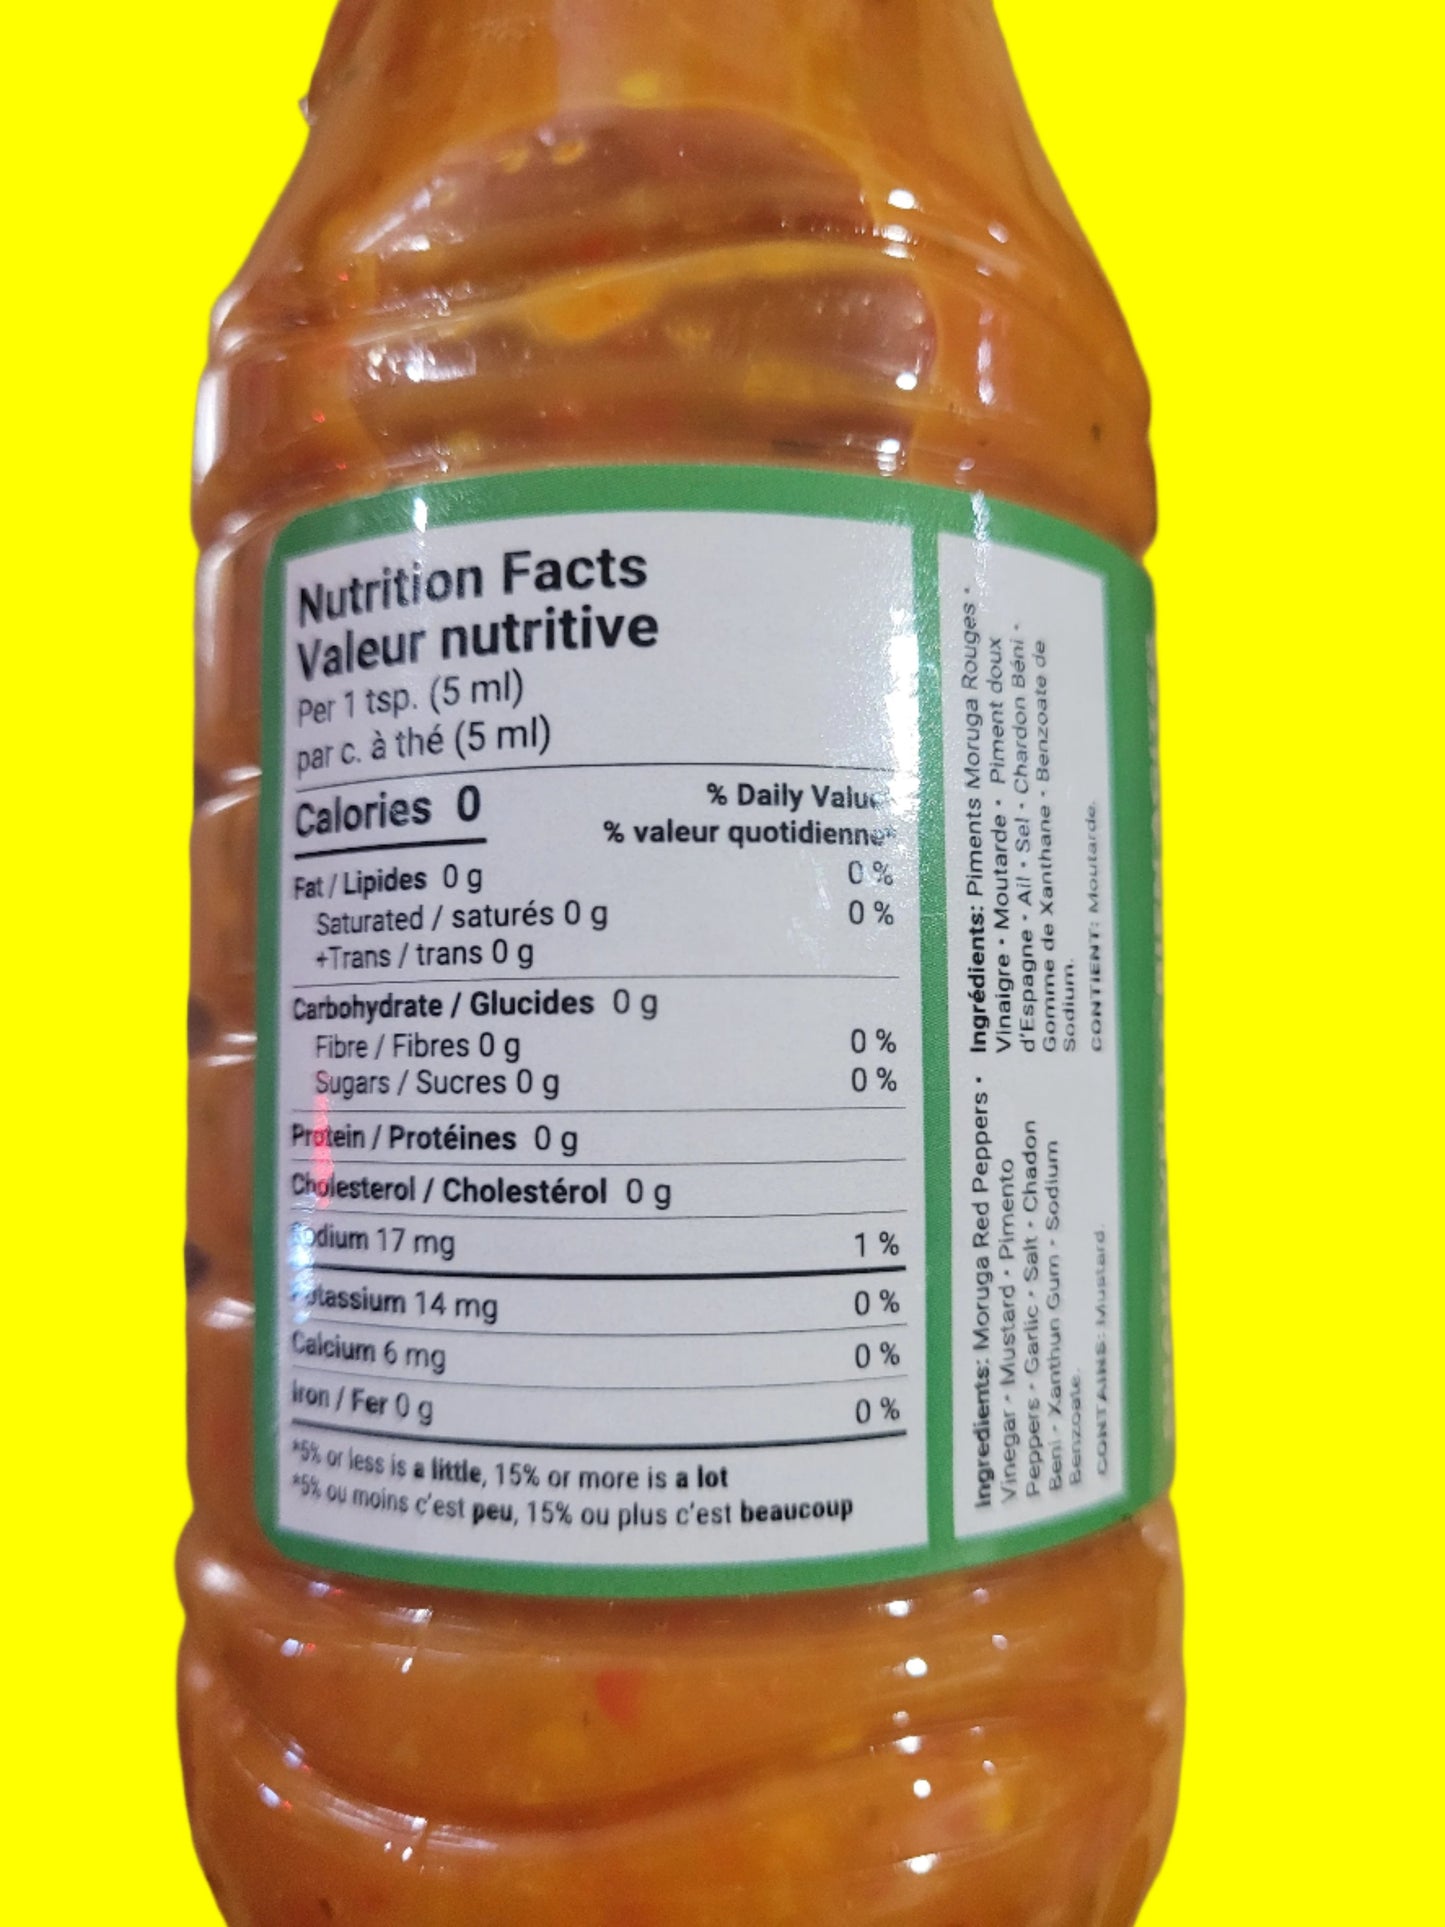 Nutrition Facts
Valeur nutritive
Per 1 tsp. (5 ml)
par c. à thé (5 ml)
Calories 0
% Daily Value
% valeur quotidienne*
Fat / Lipides 0 g 0 %
Saturated / saturés 0 g 0 %
+Trans / trans 0 g
Carbohydrate / Glucides 0 g
Fibre / Fibres 0 g 0 %
Sugars / Sucres 0 g 0 %
Protein / Protéines 0 g
Cholesterol / Cholestérol 0 g
Sodium 17 mg 1 %
Potassium 14 mg 0 %
Calcium 6 mg 0 %
Iron / Fer 0 g 0 %
*5% or less is a little, 15% or more is a lot
*5% ou moins c'est peu, 15% ou plus c'est beaucoup
Ingredients: Moruga Red Peppers •
Vinegar • Mustard • Pimento
Peppers • Garlic • Salt • Chadon
Beni • Xanthun Gum • Sodium
Benzoate.
CONTAINS: Mustard.
Ingrédients: Piments Moruga Rouges •
Vinaigre • Moutarde • Piment doux
d'Espagne • Ail • Sel • Chardon Béni •
Gomme de Xanthane • Benzoate de
Sodium.
CONTIENT: Moutarde.